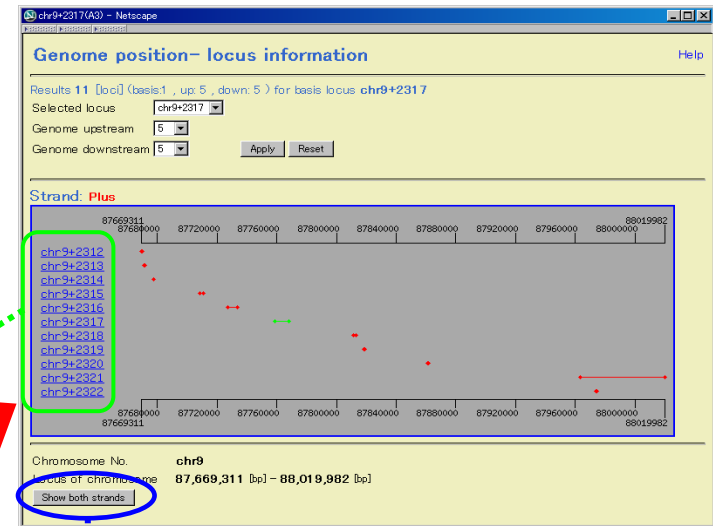 chr9+2317(A3) - Netscape
Genome position- locus information
Help
Results 11 [loci] (basis:1 , up: 5 , down: 5 ) for basis locus chr9+2317
Selected locus chr9+2317
Genome upstream 5
Genome downstream 5 Apply Reset
Strand: Plus
87669311 88019982
87680000 87720000 87760000 87800000 87840000 87880000 87920000 87960000 88000000
chr9+2312
chr9+2313
chr9+2314
chr9+2315
chr9+2316
chr9+2317
chr9+2318
chr9+2319
chr9+2320
chr9+2321
chr9+2322
87680000 87720000 87760000 87800000 87840000 87880000 87920000 87960000 88000000
87669311 88019982
Chromosome No. chr9
Locus of chromosome 87,669,311 [bp] - 88,019,982 [bp]
Show both strands